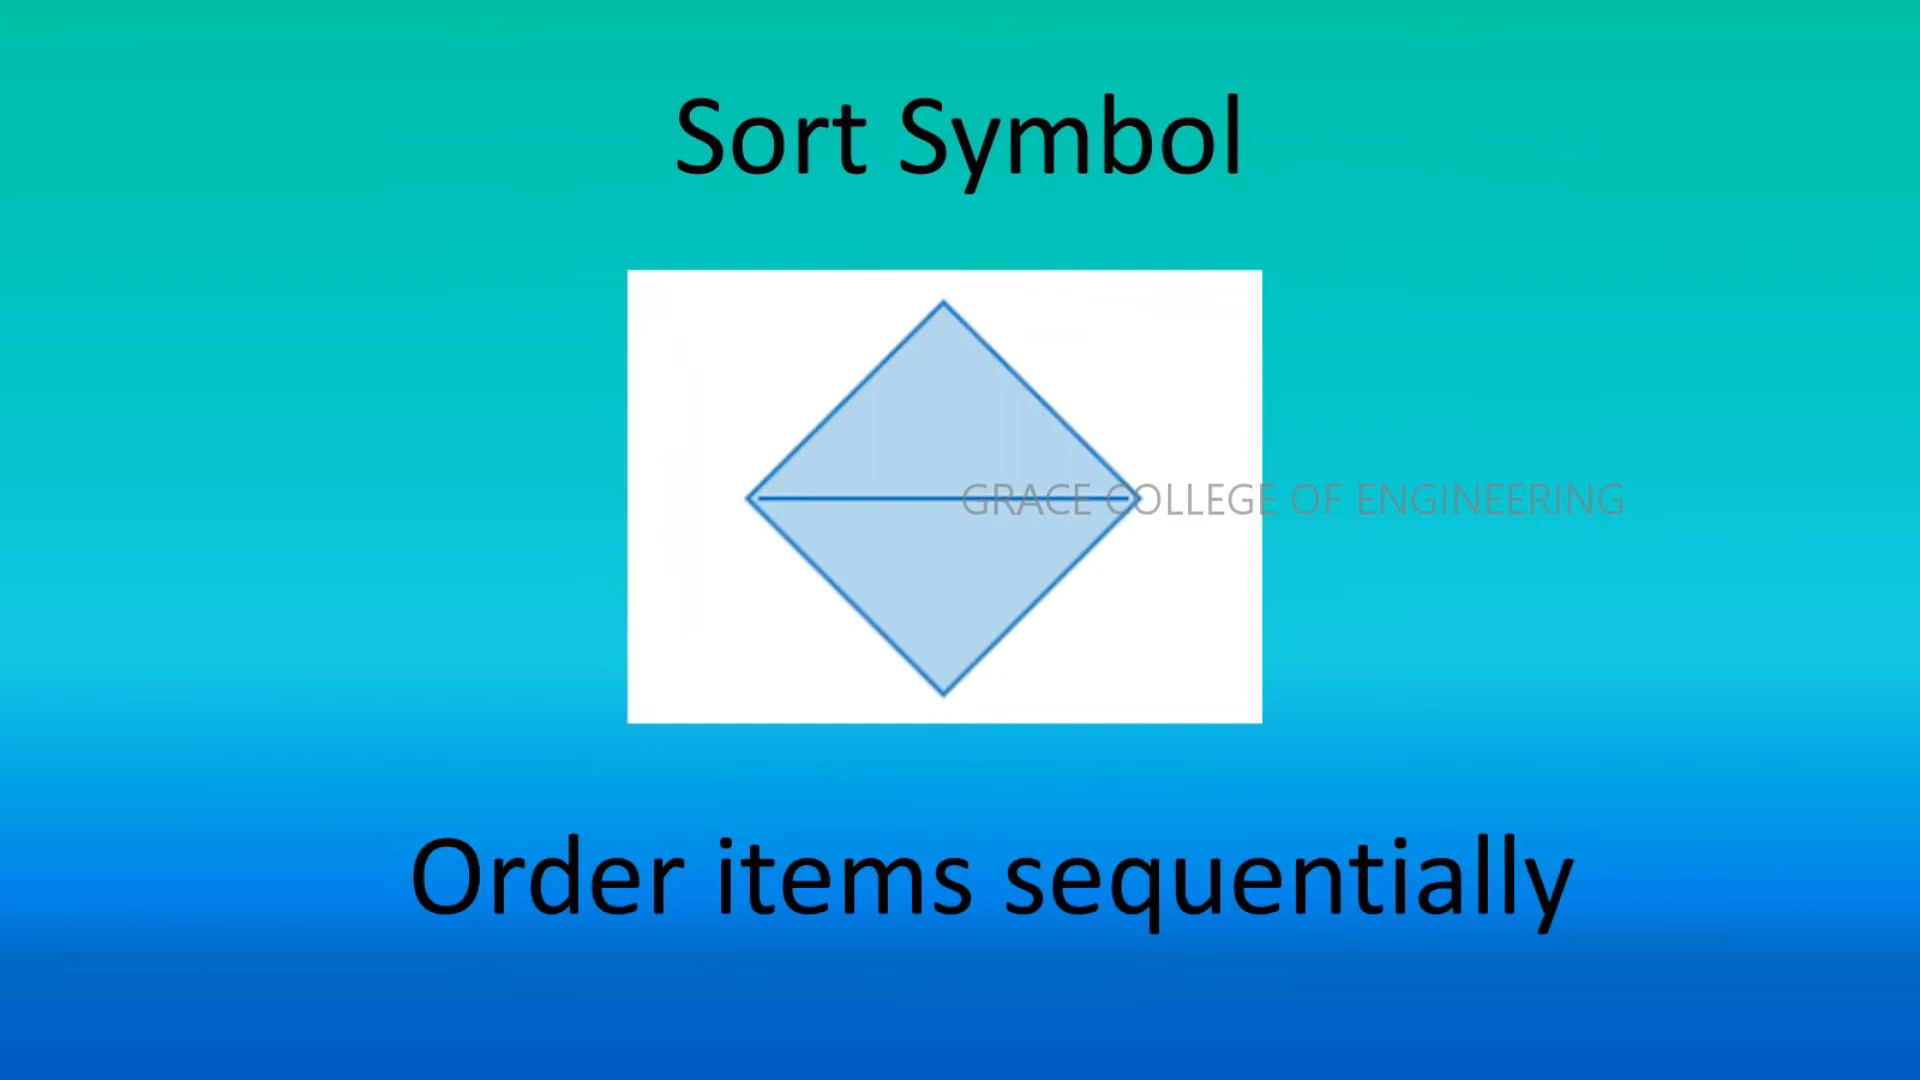 Sort Symbol
GRACE COLLEGE OF ENGINEERING
Order items sequentially